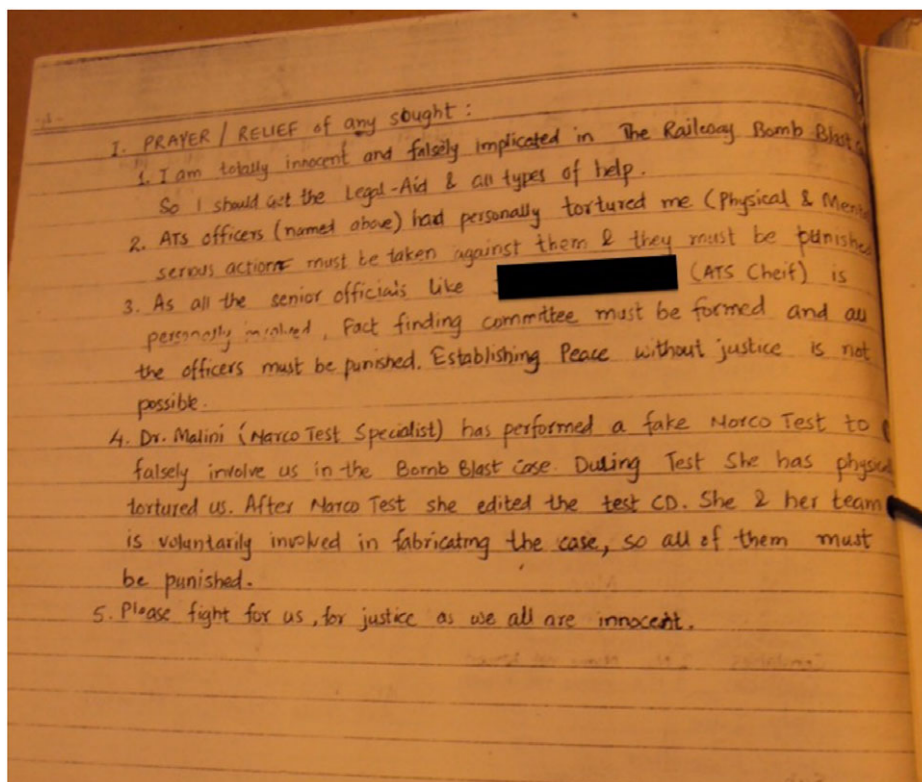 I. PRAYER / RELIEF of any sought :
1. I am totally innocent and falsely implicated in The Railway Bomb Blast
So I should Get the Legal-Aid & all types of help.
2. ATS officers (named above) had personally tortured me (Physical &
serious action must be taken against them & they must be punished
3. As all the senior officials like (ATS Cheif) is
personally involved, Fact finding committee must be formed and all
the officers must be punished. Establishing Peace without justice is not
possible.
4. Dr. Malini (Narco Test Specialist) has performed a fake Norco Test to
falsely involve us in the Bomb Blast Case. During Test She has
tortured us. After Narco Test she edited the test CD. She & her team
is voluntarily involved in fabricating the case, so all of them must
be punished.
5. Please fight for us, for justice as we all are innocent.